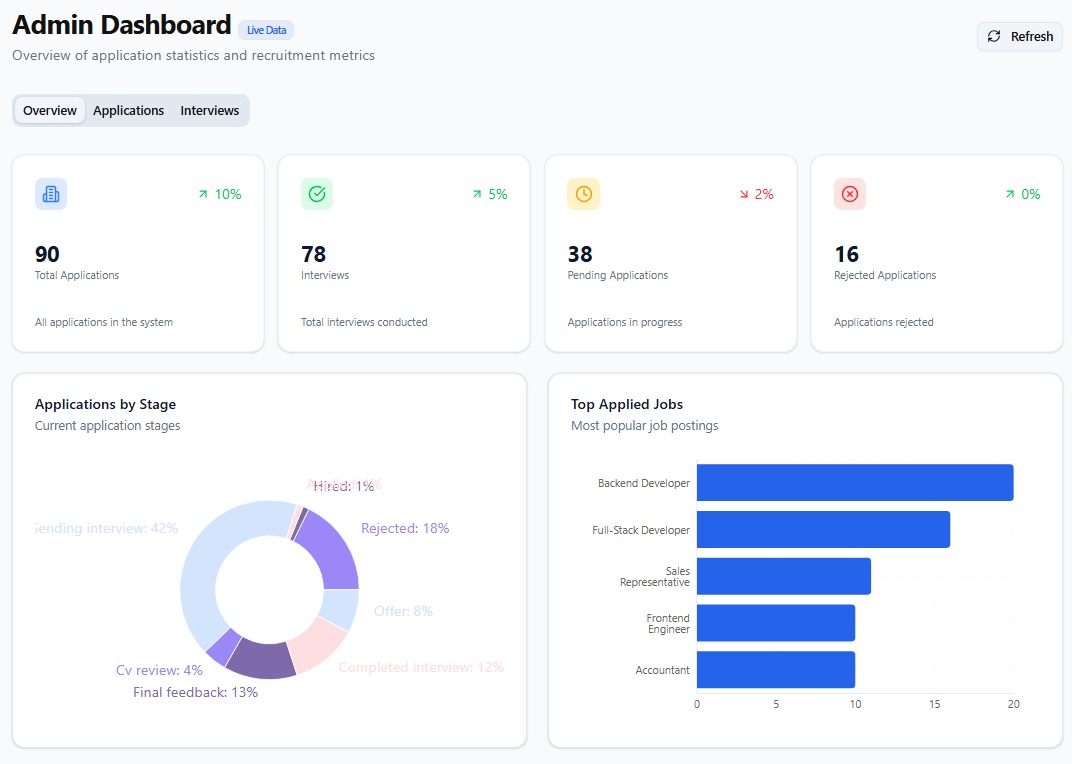 Admin Dashboard Live Data
Overview of application statistics and recruitment metrics
Refresh
Overview Applications Interviews
10%
90
Total Applications
All applications in the system
5%
78
Interviews
Total interviews conducted
2%
38
Pending Applications
Applications in progress
0%
16
Rejected Applications
Applications rejected
Applications by Stage
Current application stages
Hired: 1%
Rejected: 18%
interview: 42%
Offer: 8%
Completed interview: 12%
Cv review: 4%
Final feedback: 13%
Top Applied Jobs
Most popular job postings
Backend Developer
Full-Stack Developer
Sales
Representative
Frontend
Engineer
Accountant
0 5 10 15 20